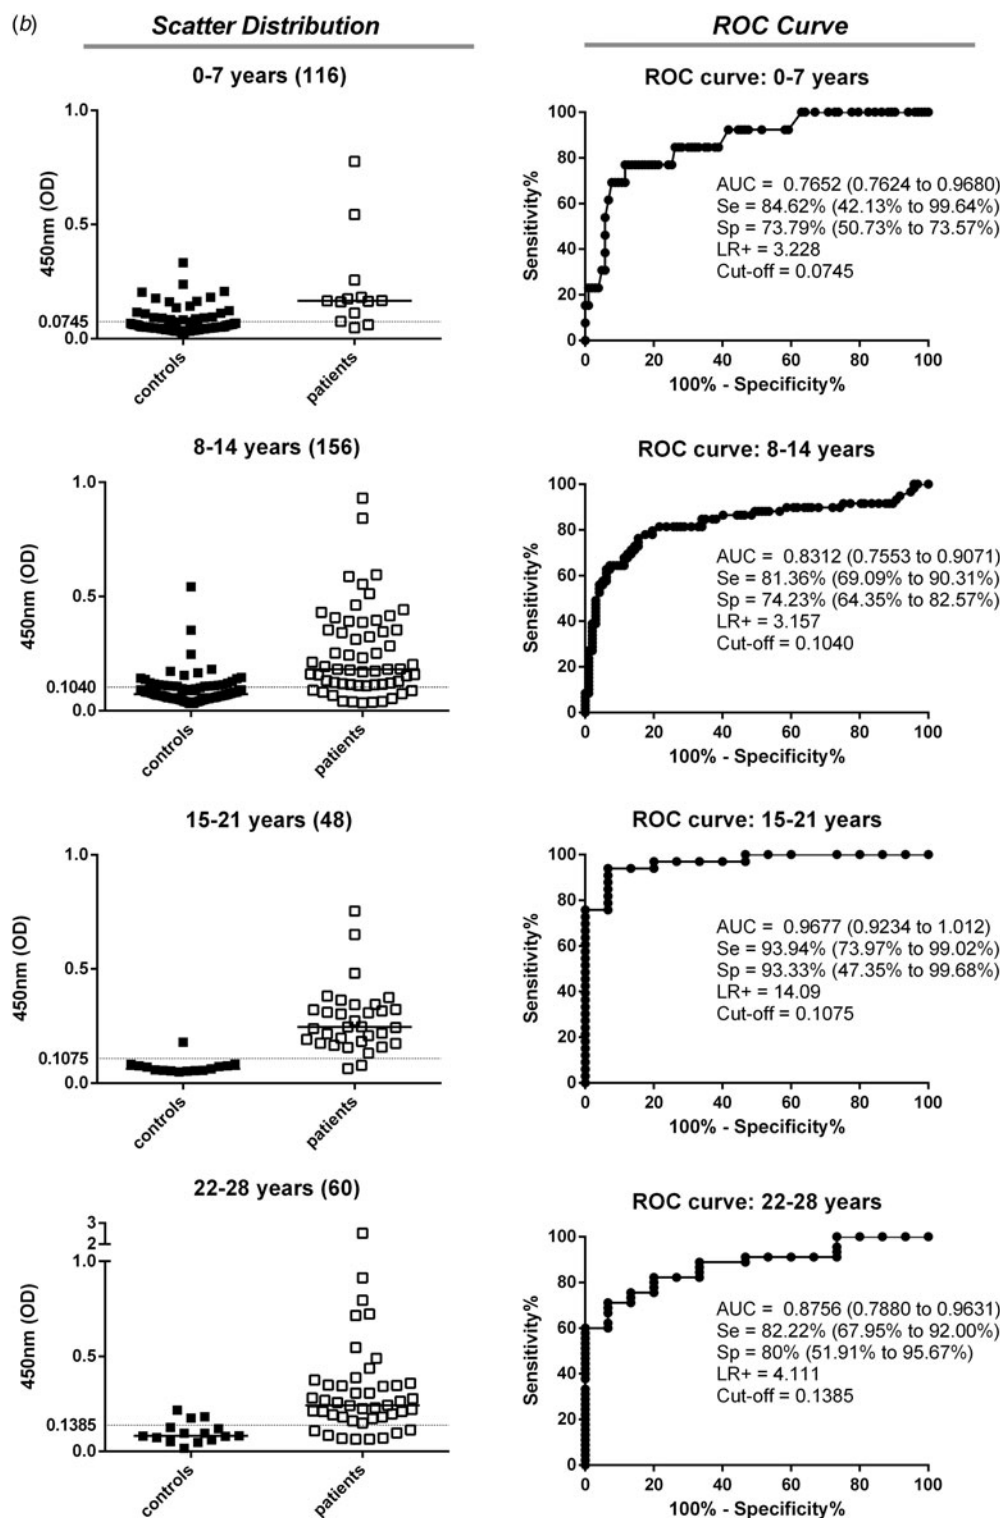 (b)
Scatter Distribution
ROC Curve
0-7 years (116)
1.0
0.5
0.0745
0.0
450nm (OD)
controls
patients
ROC curve: 0-7 years
100
80
60
40
20
0
Sensitivity%
AUC = 0.7652 (0.7624 to 0.9680)
Se = 84.62% (42.13% to 99.64%)
Sp = 73.79% (50.73% to 73.57%)
LR+ = 3.228
Cut-off = 0.0745
0 20 40 60 80 100
100% - Specificity%
8-14 years (156)
1.0
0.5
0.1040
0.0
450nm (OD)
controls
patients
ROC curve: 8-14 years
100
80
60
40
20
0
Sensitivity%
AUC = 0.8312 (0.7553 to 0.9071)
Se = 81.36% (69.09% to 90.31%)
Sp = 74.23% (64.35% to 82.57%)
LR+ = 3.157
Cut-off = 0.1040
0 20 40 60 80 100
100% - Specificity%
15-21 years (48)
1.0
0.5
0.1075
0.0
450nm (OD)
controls
patients
ROC curve: 15-21 years
100
80
60
40
20
0
Sensitivity%
AUC = 0.9677 (0.9234 to 1.012)
Se = 93.94% (73.97% to 99.02%)
Sp = 93.33% (47.35% to 99.68%)
LR+ = 14.09
Cut-off = 0.1075
0 20 40 60 80 100
100% - Specificity%
22-28 years (60)
3
2
1.0
0.5
0.1385
0.0
450nm (OD)
controls
patients
ROC curve: 22-28 years
100
80
60
40
20
0
Sensitivity%
AUC = 0.8756 (0.7880 to 0.9631)
Se = 82.22% (67.95% to 92.00%)
Sp = 80% (51.91% to 95.67%)
LR+ = 4.111
Cut-off = 0.1385
0 20 40 60 80 100
100% - Specificity%